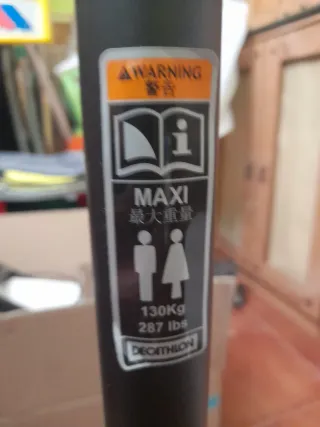 WARNING
警告
i
MAXI
最大重量
130Kg
287 lbs
DECATHLON